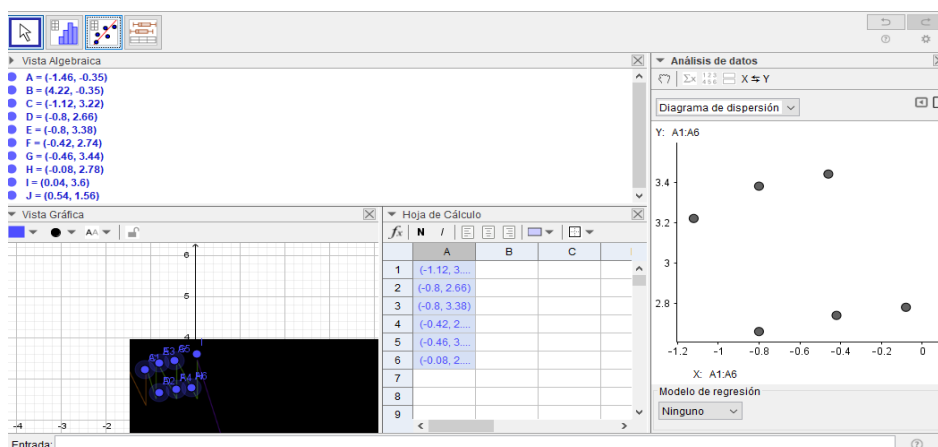 Vista Algebraica
A = (-1.46, -0.35)
B = (4.22, -0.35)
C = (-1.12, 3.22)
D = (-0.8, 2.66)
E = (-0.8, 3.38)
F = (-0.42, 2.74)
G = (-0.46, 3.44)
H = (-0.08, 2.78)
I = (0.04, 3.6)
J = (0.54, 1.56)
Vista Gráfica
AA
6
5
4
-4 -3 -2
Hoja de Cálculo
fx N I
A B C
1 (-1.12, 3....
2 (-0.8, 2.66)
3 (-0.8, 3.38)
4 (-0.42, 2....
5 (-0.46, 3....
6 (-0.08, 2....
7
8
9
Análisis de datos
Σx X ⇆ Y
Diagrama de dispersión
Y: A1:A6
3.4
3.2
3
2.8
-1.2 -1 -0.8 -0.6 -0.4 -0.2 0
X: A1:A6
Modelo de regresión
Ninguno
Entrada: